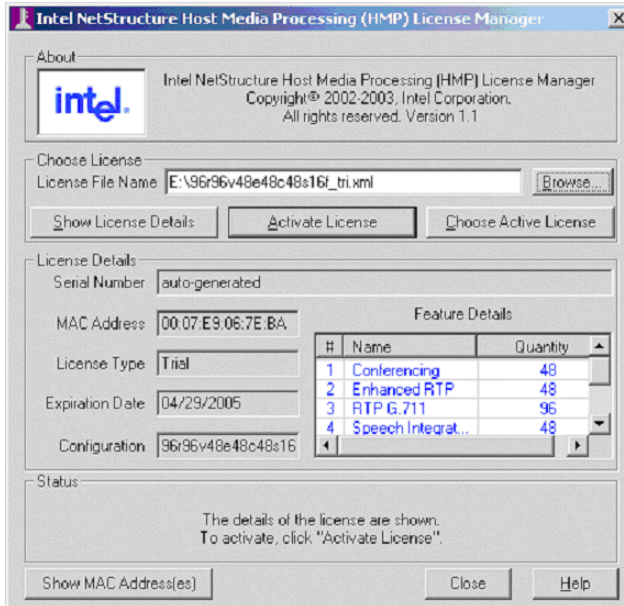 Intel NetStructure Host Media Processing (HMP) License Manager
About
intel.
Intel NetStructure Host Media Processing (HMP) License Manager
Copyright© 2002-2003, Intel Corporation.
All rights reserved. Version 1.1
Choose License
License File Name E:\96r96v48e48c48s16f_tri.xml Browse...
Show License Details Activate License Choose Active License
License Details
Serial Number auto-generated
MAC Address 00:07:E9:06:7E:BA
License Type Trial
Expiration Date 04/29/2005
Configuration 96r96v48e48c48s16
Feature Details
# Name Quantity
1 Conferencing 48
2 Enhanced RTP 48
3 RTP G.711 96
4 Speech Integrat... 48
Status
The details of the license are shown.
To activate, click "Activate License".
Show MAC Address(es) Close Help